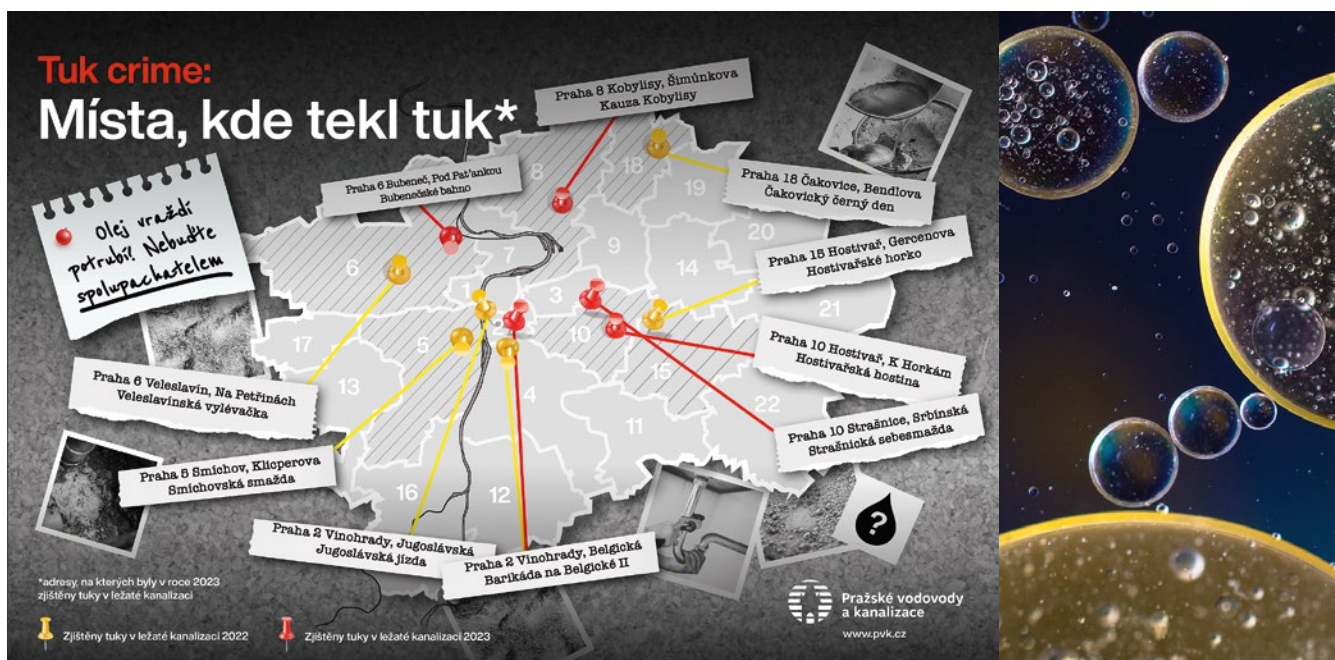 Tuk crime:
Místa, kde tekl tuk*
Praha 8 Kobylisy, Šimůnkova
Kauza Kobylisy
Praha 6 Bubeneč, Pod Paťankou
Bubenečské bahno
Praha 18 Čakovice, Bendlova
Čakovický černý den
Olej vraždí
potrubí! Nebuďte
spolupachatelem
Praha 15 Hostivař, Gercenova
Hostivařské horko
8
18
19
20
9
7
6
14
1
3
21
2
10
5
17
15
13
4
22
11
16
12
Praha 10 Hostivař, K Horkám
Hostivařská hostina
Praha 6 Veleslavín, Na Petřinách
Veleslavínská vylévačka
Praha 10 Strašnice, Srbínská
Strašnická sebesmažda
Praha 5 Smíchov, Klicperova
Smíchovská smažda
Praha 2 Vinohrady, Jugoslávská
Jugoslávská jízda
Praha 2 Vinohrady, Belgická
Barikáda na Belgické II
?
*adresy, na kterých byly v roce 2023
zjištěny tuky v ležaté kanalizaci
Zjištěny tuky v ležaté kanalizaci 2022
Zjištěny tuky v ležaté kanalizaci 2023
Pražské vodovody
a kanalizace
www.pvk.cz